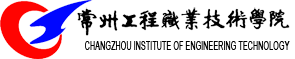 常州工程職業技術學院
CHANGZHOU INSTITUTE OF ENGINEERING TECHNOLOGY